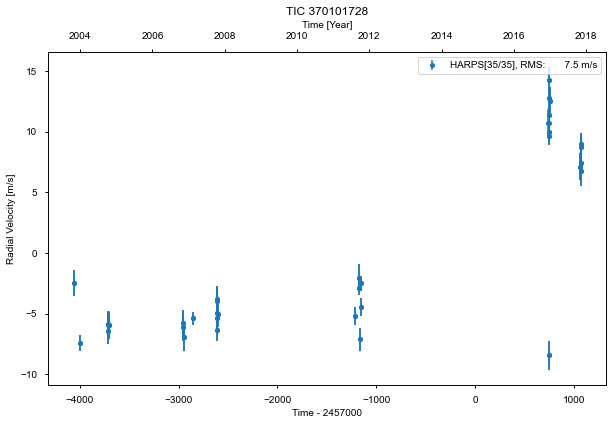 TIC 370101728
Time [Year]
2004 2006 2008 2010 2012 2014 2016 2018
HARPS[35/35], RMS: 7.5 m/s
Radial Velocity [m/s]
15
10
5
0
−5
−10
−4000 −3000 −2000 −1000 0 1000
Time - 2457000